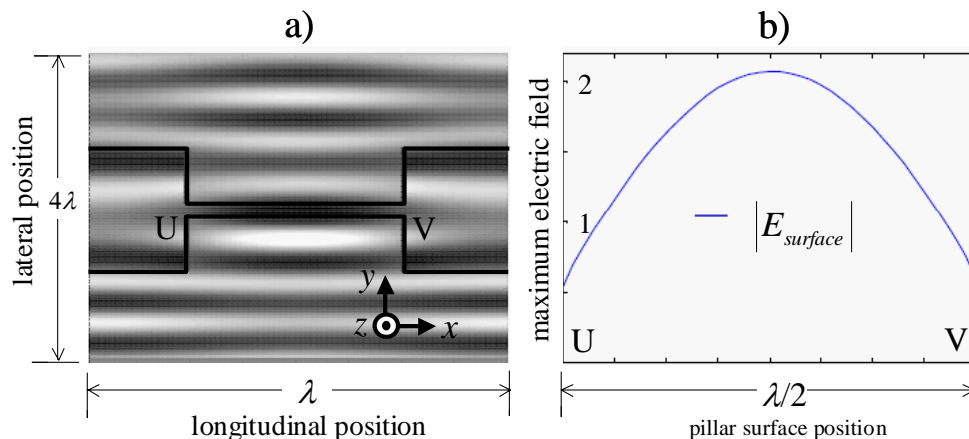 a)
lateral position
4λ
U
V
y
z
x
λ
longitudinal position
b)
maximum electric field
2
1
|E_surface|
U
V
λ/2
pillar surface position